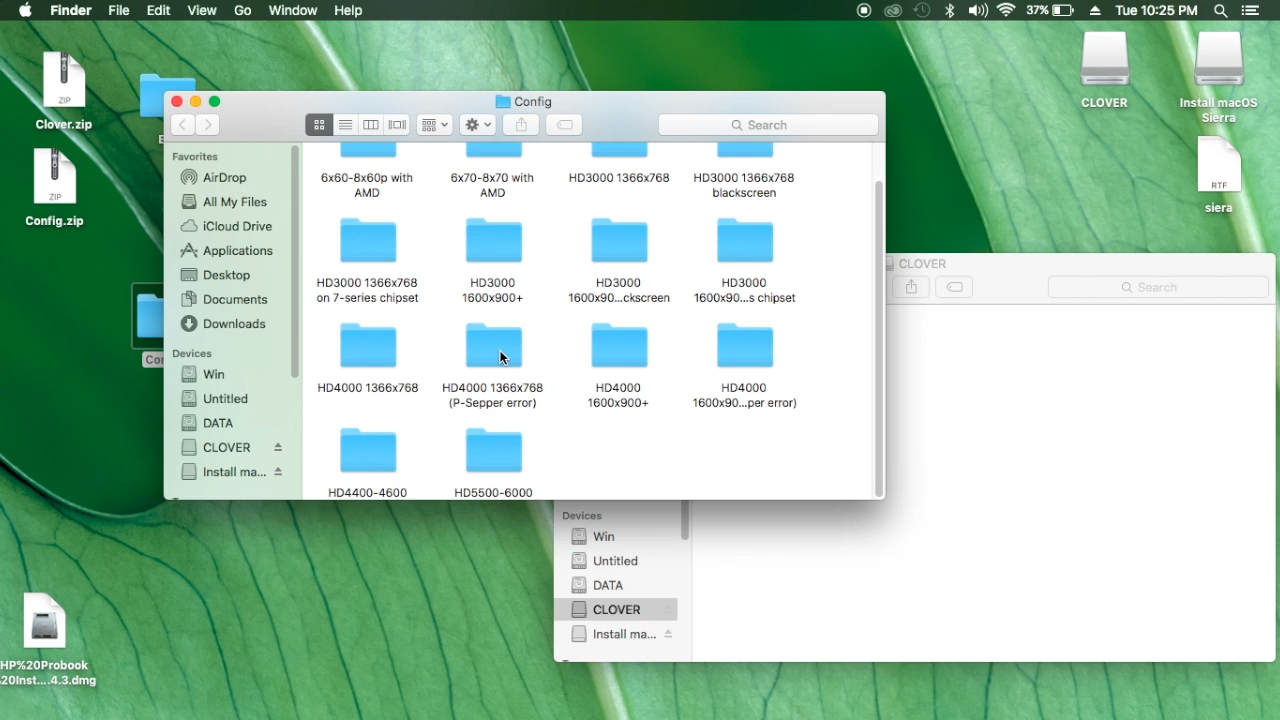 Finder File Edit View Go Window Help 37% Tue 10:25 PM
ZIP
Clover.zip
ZIP
Config.zip
CLOVER
Install macOS
Sierra
RTF
siera
Config
Search
Favorites
AirDrop
All My Files
iCloud Drive
Applications
Desktop
Documents
Downloads
Devices
Win
Untitled
DATA
CLOVER
Install ma...
6x60-8x60p with
AMD
6x70-8x70 with
AMD
HD3000 1366x768
HD3000 1366x768
blackscreen
HD3000 1366x768
on 7-series chipset
HD3000
1600x900+
HD3000
1600x90...ckscreen
HD3000
1600x90...s chipset
HD4000 1366x768
HD4000 1366x768
(P-Sepper error)
HD4000
1600x900+
HD4000
1600x90...per error)
HD4400-4600
HD5500-6000
CLOVER
Search
Devices
Win
Untitled
DATA
CLOVER
Install ma...
HP%20Probook
%20Inst....4.3.dmg